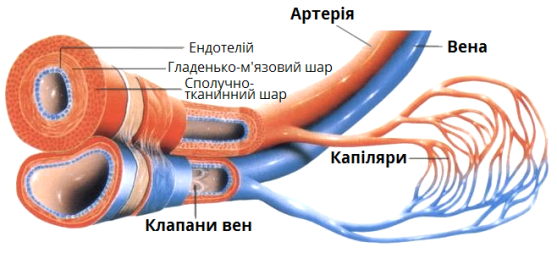 Артерія
Вена
Ендотелій
Гладенько-м'язовий шар
Сполучно-
тканинний шар
Капіляри
Клапани вен